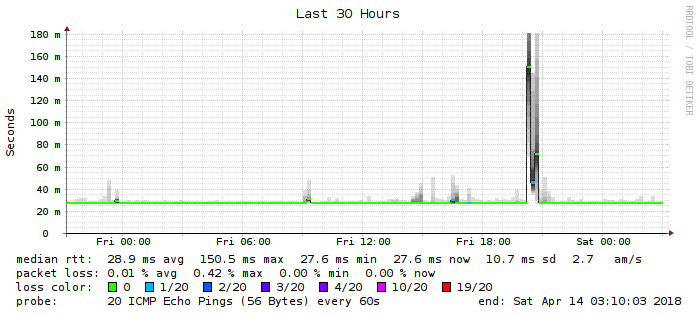 Last 30 Hours
RRDTOOL / TOBI OETIKER
Seconds
180 m
160 m
140 m
120 m
100 m
80 m
60 m
40 m
20 m
0
Fri 00:00 Fri 06:00 Fri 12:00 Fri 18:00 Sat 00:00
median rtt: 28.9 ms avg 150.5 ms max 27.6 ms min 27.6 ms now 10.7 ms sd 2.7 am/s
packet loss: 0.01 % avg 0.42 % max 0.00 % min 0.00 % now
loss color: 0 1/20 2/20 3/20 4/20 10/20 19/20
probe: 20 ICMP Echo Pings (56 Bytes) every 60s end: Sat Apr 14 03:10:03 2018